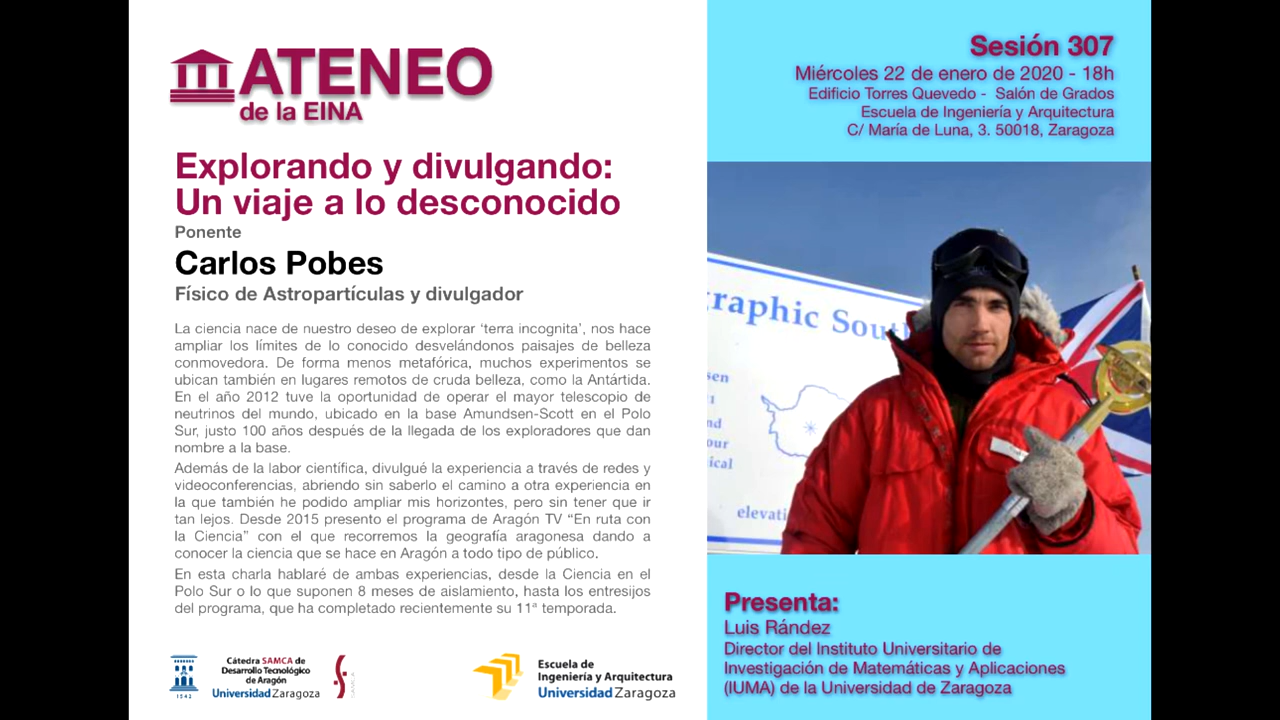 ATENEO
de la EINA
Explorando y divulgando:
Un viaje a lo desconocido
Ponente
Carlos Pobes
Físico de Astropartículas y divulgador
La ciencia nace de nuestro deseo de explorar ‘terra incognita’, nos hace
ampliar los límites de lo conocido desvelándonos paisajes de belleza
conmovedora. De forma menos metafórica, muchos experimentos se
ubican también en lugares remotos de cruda belleza, como la Antártida.
En el año 2012 tuve la oportunidad de operar el mayor telescopio de
neutrinos del mundo, ubicado en la base Amundsen-Scott en el Polo
Sur, justo 100 años después de la llegada de los exploradores que dan
nombre a la base.
Además de la labor científica, divulgué la experiencia a través de redes y
videoconferencias, abriendo sin saberlo el camino a otra experiencia en
la que también he podido ampliar mis horizontes, pero sin tener que ir
tan lejos. Desde 2015 presento el programa de Aragón TV “En ruta con
la Ciencia” con el que recorremos la geografía aragonesa dando a
conocer la ciencia que se hace en Aragón a todo tipo de público.
En esta charla hablaré de ambas experiencias, desde la Ciencia en el
Polo Sur o lo que suponen 8 meses de aislamiento, hasta los entresijos
del programa, que ha completado recientemente su 11ª temporada.
1542
Cátedra SAMCA de
Desarrollo Tecnológico
de Aragón
Universidad Zaragoza
SAMCA
Escuela de
Ingeniería y Arquitectura
Universidad Zaragoza
Sesión 307
Miércoles 22 de enero de 2020 - 18h
Edificio Torres Quevedo - Salón de Grados
Escuela de Ingeniería y Arquitectura
C/ María de Luna, 3. 50018, Zaragoza
raphic Sout
sen
nd
our
ical
elevati
Presenta:
Luis Rández
Director del Instituto Universitario de
Investigación de Matemáticas y Aplicaciones
(IUMA) de la Universidad de Zaragoza